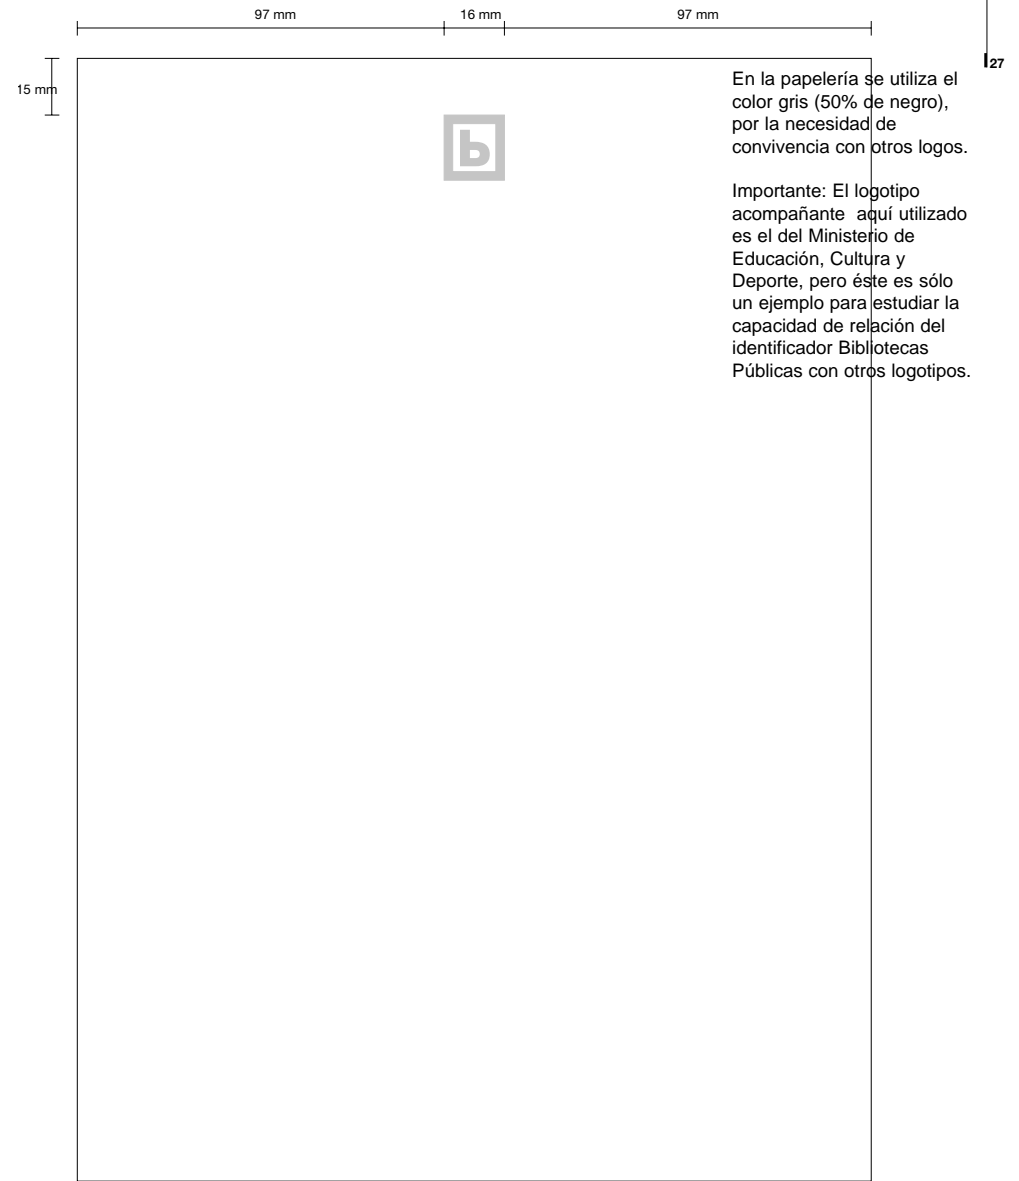 97 mm 16 mm 97 mm
27
15 mm
b
En la papelería se utiliza el
color gris (50% de negro),
por la necesidad de
convivencia con otros logos.
Importante: El logotipo
acompañante  aquí utilizado
es el del Ministerio de
Educación, Cultura y
Deporte, pero éste es sólo
un ejemplo para estudiar la
capacidad de relación del
identificador Bibliotecas
Públicas con otros logotipos.